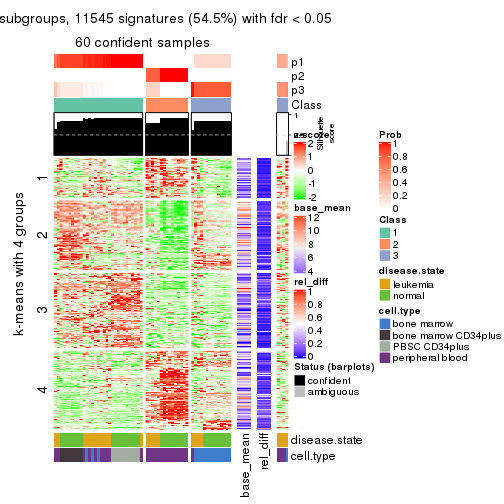 subgroups, 11545 signatures (54.5%) with fdr < 0.05
60 confident samples
p1
p2
p3
Class
1
Silhouette
score
k-means with 4 groups
1
2
3
4
base_mean
rel_diff
disease.state
cell.type
z-score
2
1
0
-1
-2
base_mean
12
10
8
6
4
rel_diff
1
0.8
0.6
0.4
0.2
0
Status (barplots)
confident
ambiguous
Prob
1
0.8
0.6
0.4
0.2
0
Class
1
2
3
disease.state
leukemia
normal
cell.type
bone marrow
bone marrow CD34plus
PBSC CD34plus
peripheral blood